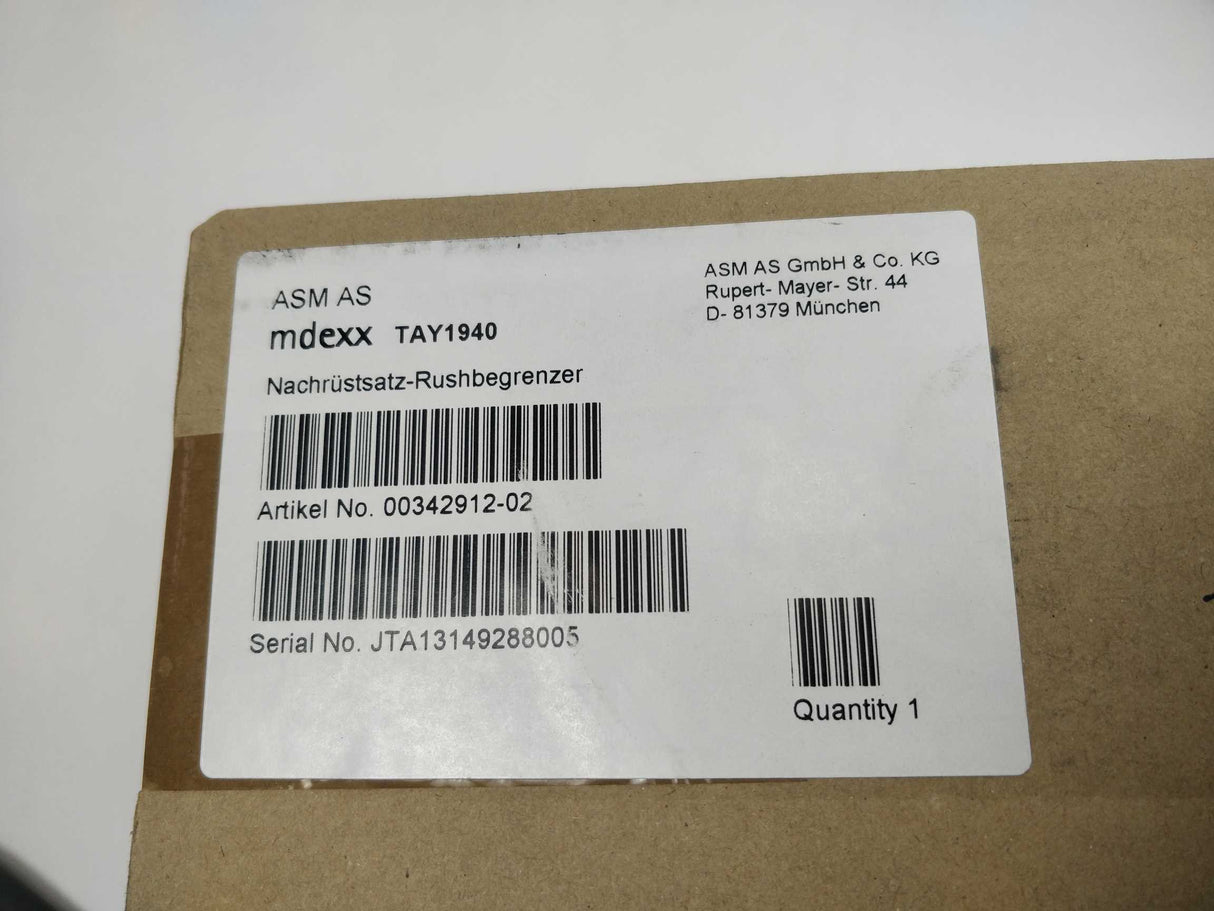 ASM AS
mdexx TAY1940
Nachrüstsatz-Rushbegrenzer
Artikel No. 00342912-02
Serial No. JTA13149288005
ASM AS GmbH & Co. KG
Rupert- Mayer- Str. 44
D- 81379 München
Quantity 1